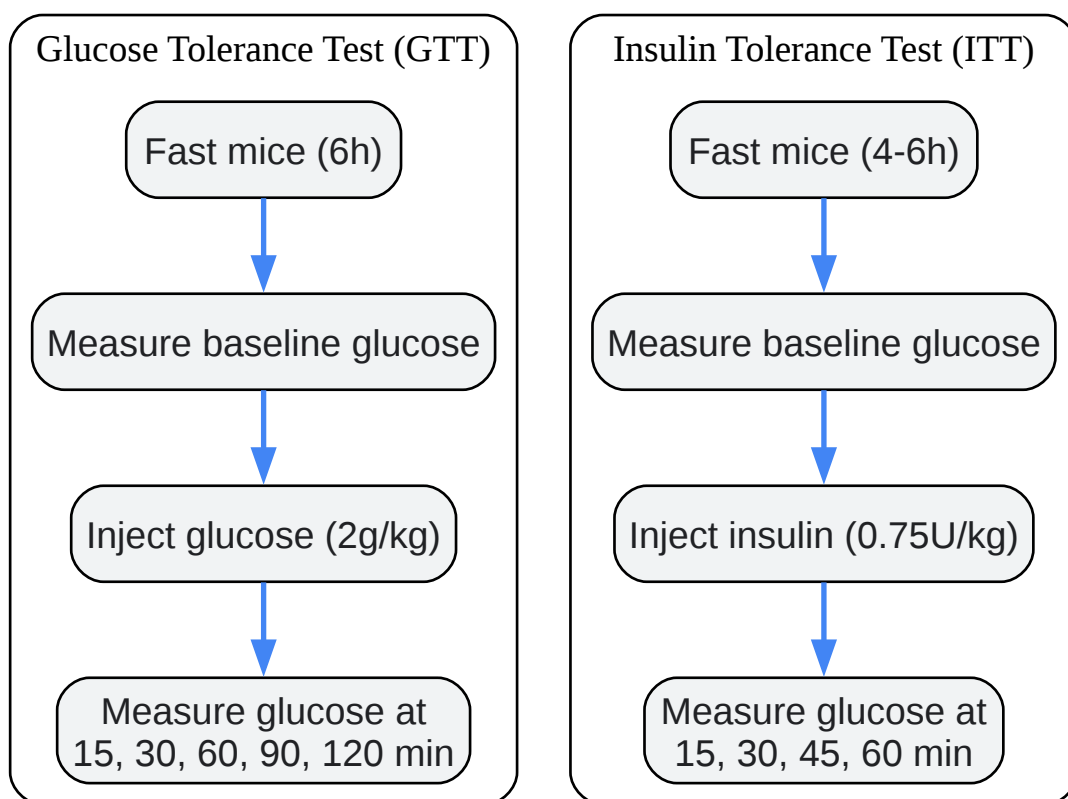 Glucose Tolerance Test (GTT)
Fast mice (6h)
Measure baseline glucose
Inject glucose (2g/kg)
Measure glucose at
15, 30, 60, 90, 120 min
Insulin Tolerance Test (ITT)
Fast mice (4-6h)
Measure baseline glucose
Inject insulin (0.75U/kg)
Measure glucose at
15, 30, 45, 60 min